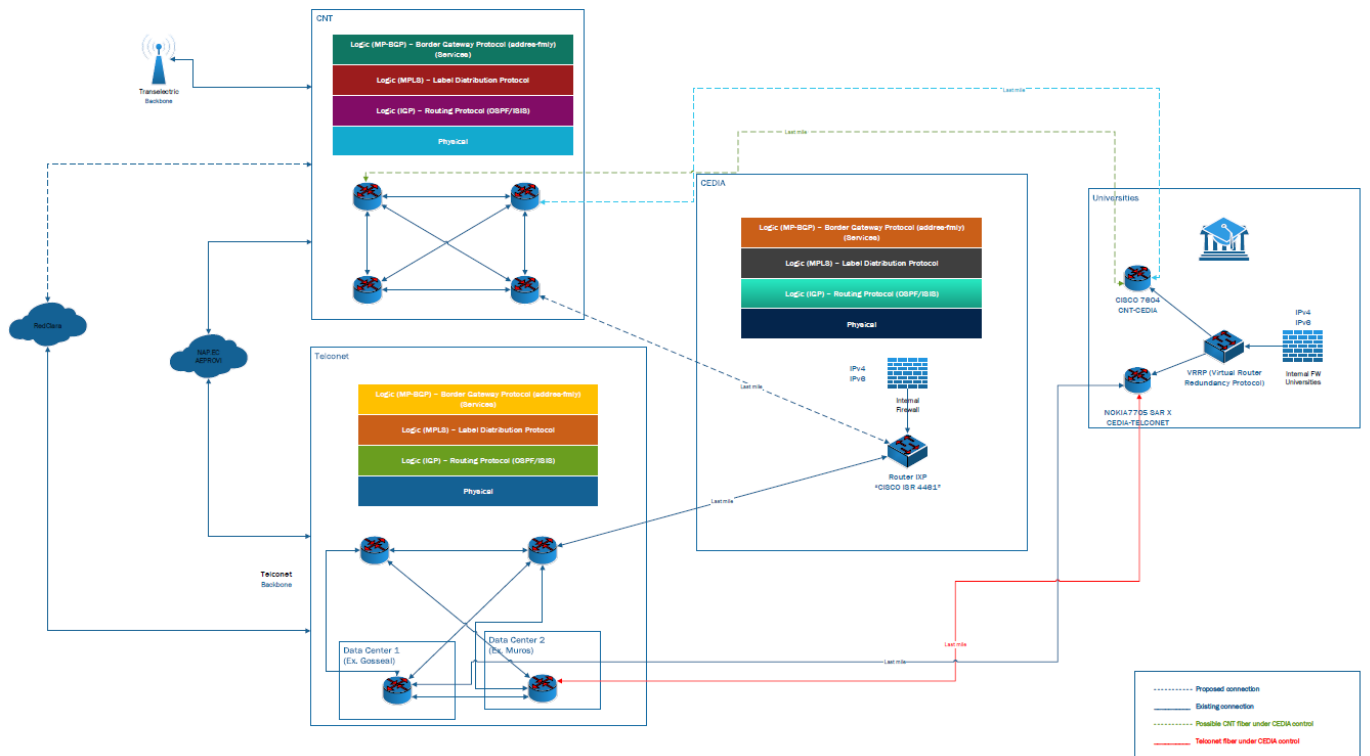 CNT
Logic (MP-BGP) – Border Gateway Protocol (addres-fmly)
(Services)
Logic (MPLS) – Label Distribution Protocol
Logic (IGP) – Routing Protocol (OSPF/ISIS)
Physical
Transelectric
Backbone
Last mile
Last mile
CEDIA
Logic (MP-BGP) – Border Gateway Protocol (addres-fmly)
(Services)
Logic (MPLS) – Label Distribution Protocol
Logic (IGP) – Routing Protocol (OSPF/ISIS)
Physical
IPv4
IPv6
Internal
Firewall
Router IXP
"CISCO ISR 4461"
Universities
CISCO 7604
CNT-CEDIA
IPv4
IPv6
VRRP (Virtual Router
Redundancy Protocol)
Internal FW
Universities
NOKIA7705 SAR X
CEDIA-TELCONET
RedClara
NAP.EC
AEPROVI
Telconet
Logic (MP-BGP) – Border Gateway Protocol (addres-fmly)
(Services)
Logic (MPLS) – Label Distribution Protocol
Logic (IGP) – Routing Protocol (OSPF/ISIS)
Physical
Last mile
Last mile
Telconet
Backbone
Data Center 1
(Ex. Gosseal)
Data Center 2
(Ex. Muros)
Last mile
Last mile
Proposed connection
Existing connection
Possible CNT fiber under CEDIA control
Telconet fiber under CEDIA control